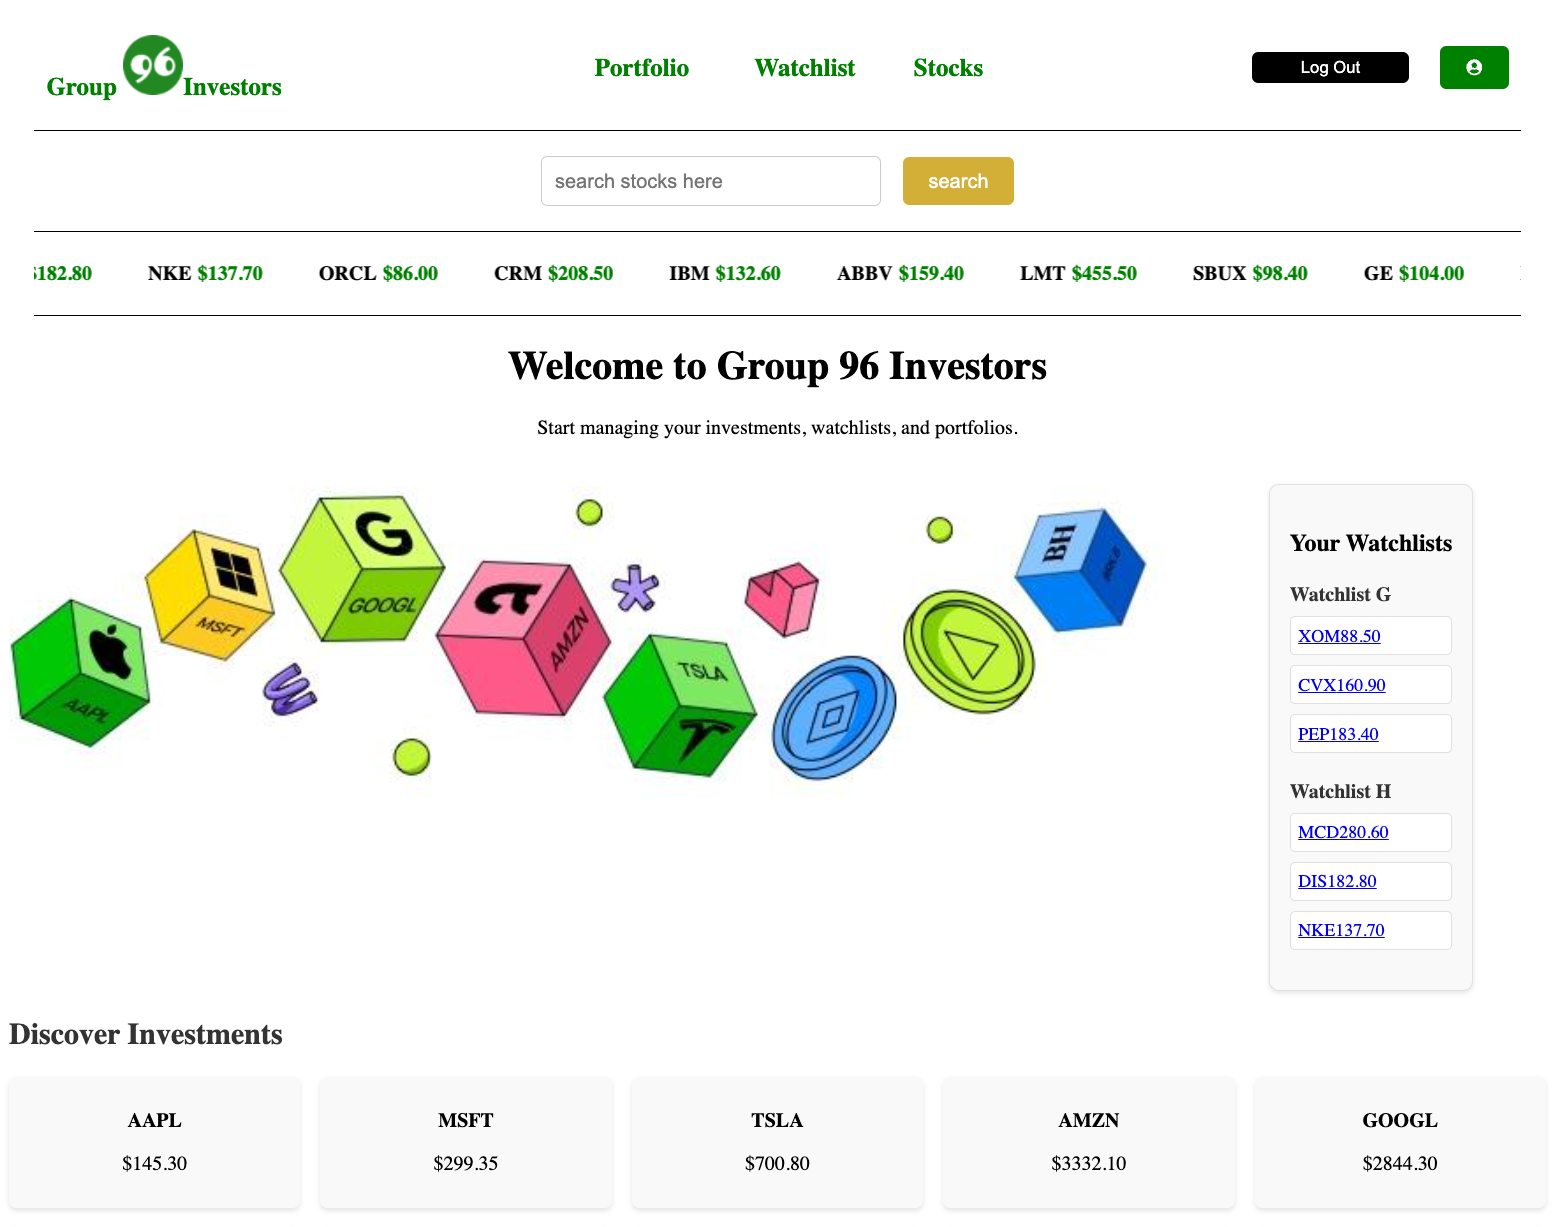 Group 96 Investors
Portfolio Watchlist Stocks
Log Out
search stocks here
search
$182.80 NKE $137.70 ORCL $86.00 CRM $208.50 IBM $132.60 ABBV $159.40 LMT $455.50 SBUX $98.40 GE $104.00
Welcome to Group 96 Investors
Start managing your investments, watchlists, and portfolios.
AAPL
MSFT
G
GOOGL
a
AMZN
TSLA
BH
BRK.B
Your Watchlists
Watchlist G
XOM88.50
CVX160.90
PEP183.40
Watchlist H
MCD280.60
DIS182.80
NKE137.70
Discover Investments
AAPL MSFT TSLA AMZN GOOGL
$145.30 $299.35 $700.80 $3332.10 $2844.30